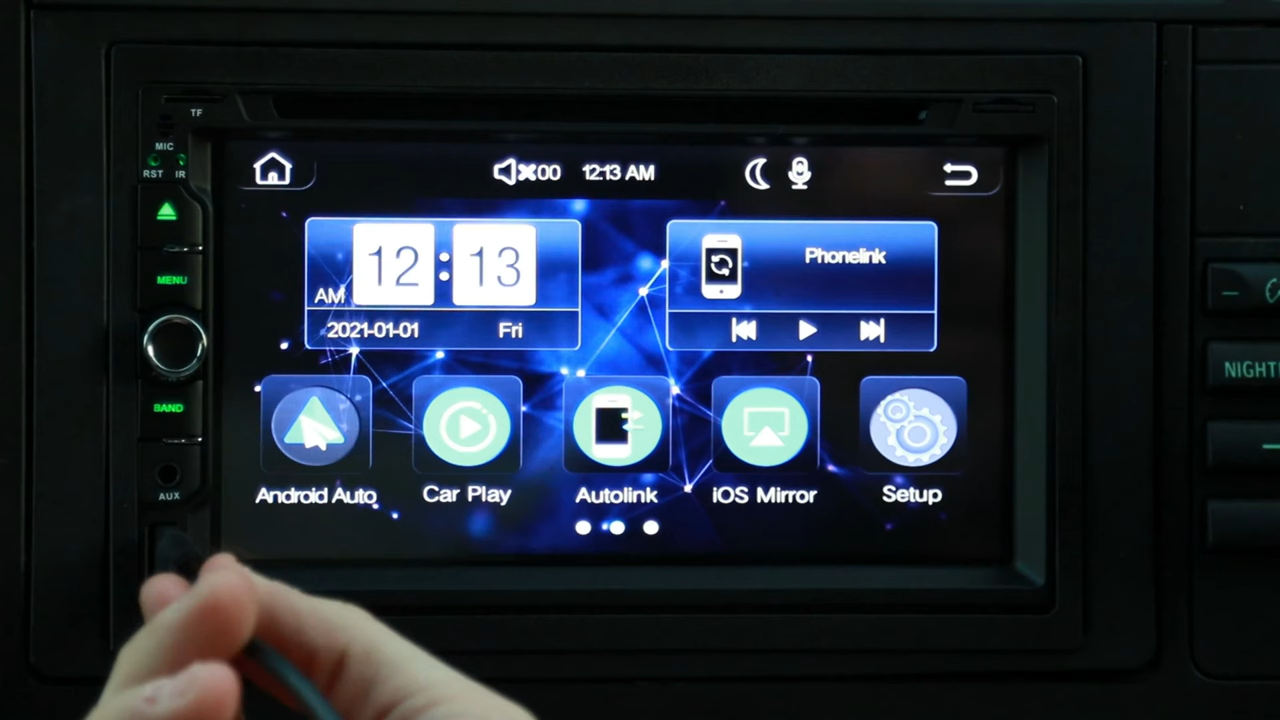 TF
MIC
RST IR
MENU
BAND
AUX
00 12:13 AM
12:13
AM
2021-01-01 Fri
Phonelink
Android Auto Car Play Autolink iOS Mirror Setup